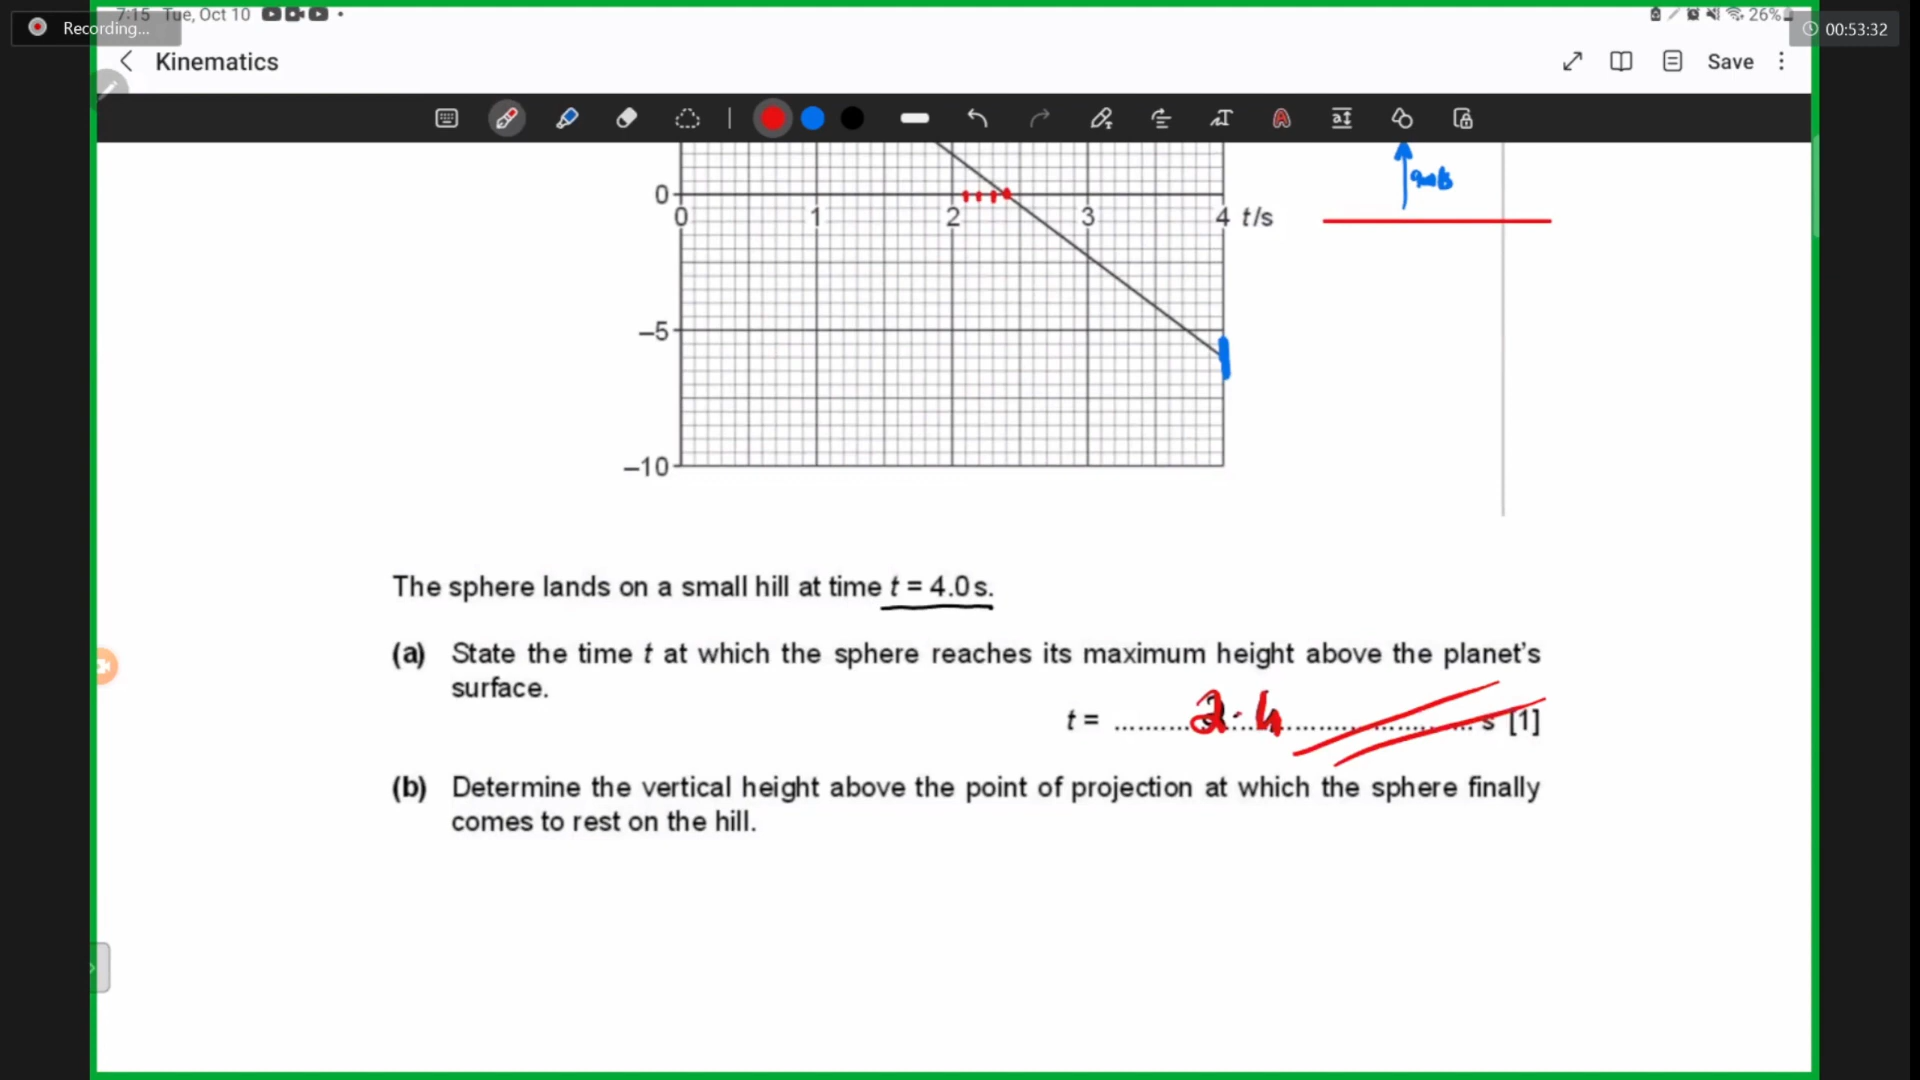 7:15 Tue, Oct 10
26%
Recording...
00:53:32
Kinematics
Save
0
0 1 2 3 4 t/s
–5
–10
The sphere lands on a small hill at time t = 4.0 s.
(a) State the time t at which the sphere reaches its maximum height above the planet's
surface.
t = .......... 2.4 .......... s [1]
(b) Determine the vertical height above the point of projection at which the sphere finally
comes to rest on the hill.